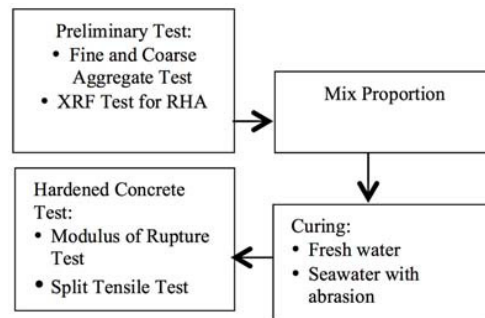 Preliminary Test:
• Fine and Coarse
Aggregate Test
• XRF Test for RHA
Mix Proportion
Curing:
• Fresh water
• Seawater with
abrasion
Hardened Concrete
Test:
• Modulus of Rupture
Test
• Split Tensile Test